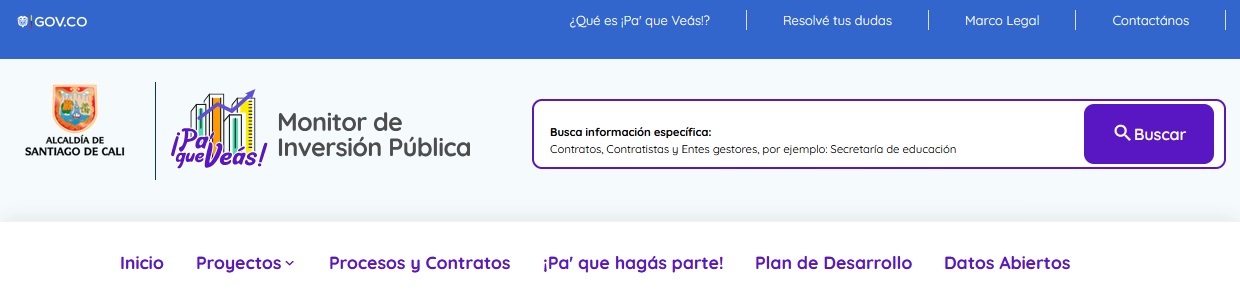 GOV.CO
¿Qué es ¡Pa' que Veás!?
Resolvé tus dudas
Marco Legal
Contactános
ALCALDÍA DE
SANTIAGO DE CALI
¡Pa'
que Veás!
Monitor de
Inversión Pública
Busca información específica:
Contratos, Contratistas y Entes gestores, por ejemplo: Secretaría de educación
Buscar
Inicio
Proyectos
Procesos y Contratos
¡Pa' que hagás parte!
Plan de Desarrollo
Datos Abiertos